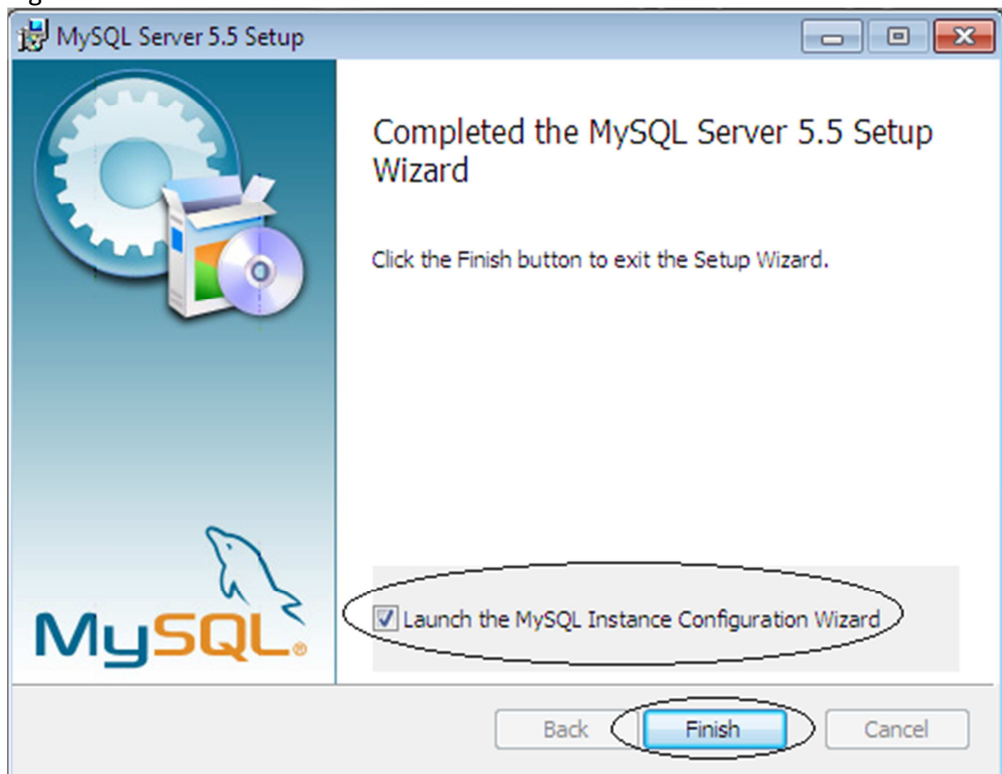 MySQL Server 5.5 Setup
Completed the MySQL Server 5.5 Setup
Wizard
Click the Finish button to exit the Setup Wizard.
MySQL®
Launch the MySQL Instance Configuration Wizard
Back Finish Cancel